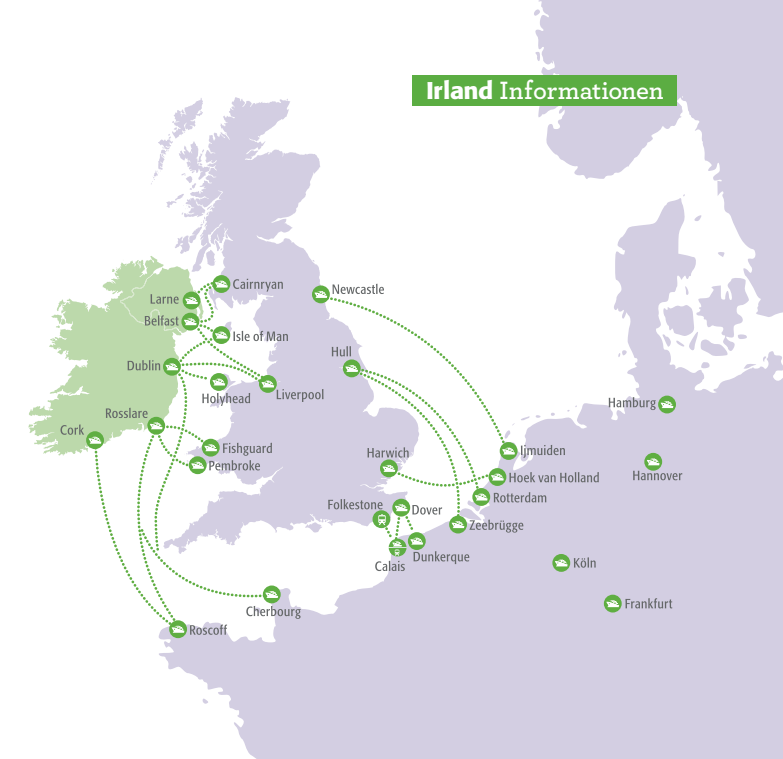 Irland Informationen
Cairnryan
Newcastle
Larne
Belfast
Isle of Man
Hull
Dublin
Holyhead
Liverpool
Hamburg
Rosslare
Cork
Fishguard
Pembroke
Harwich
Ijmuiden
Hoek van Holland
Hannover
Rotterdam
Folkestone
Dover
Zeebrügge
Dunkerque
Calais
Köln
Cherbourg
Frankfurt
Roscoff